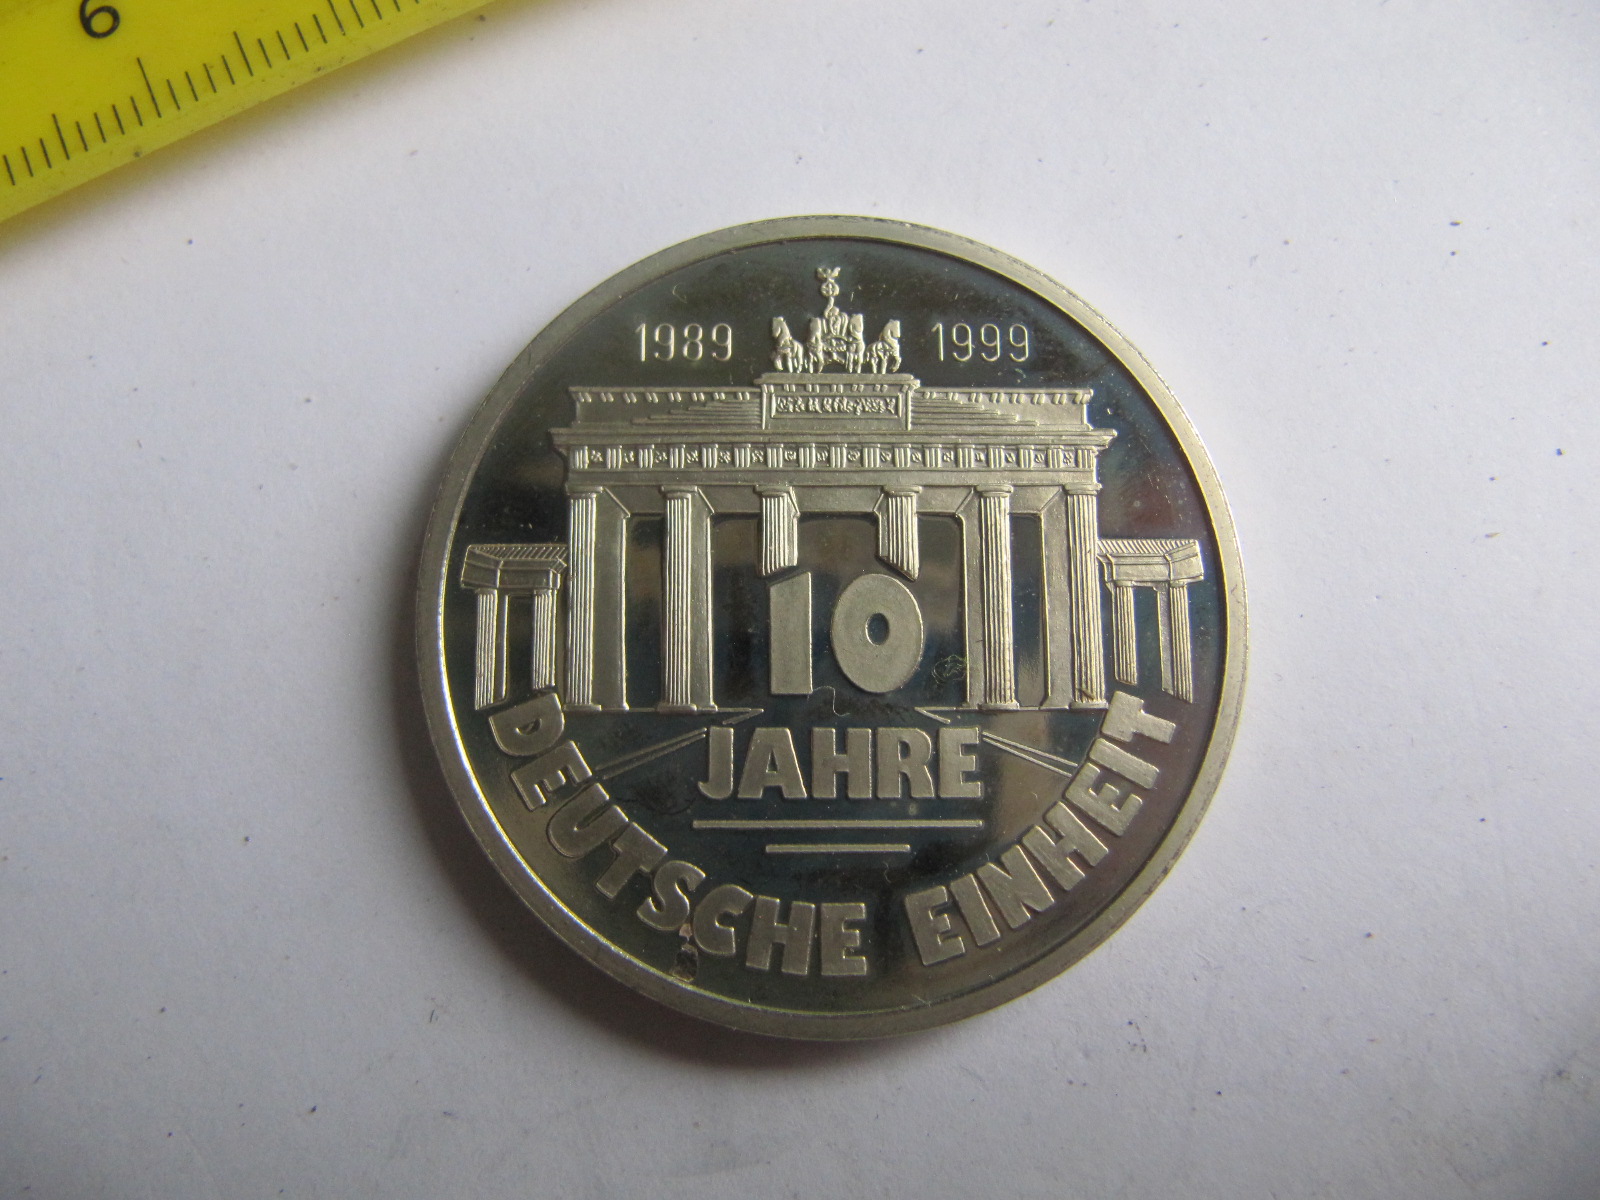 6
1989 1999
10
JAHRE
DEUTSCHE EINHEIT